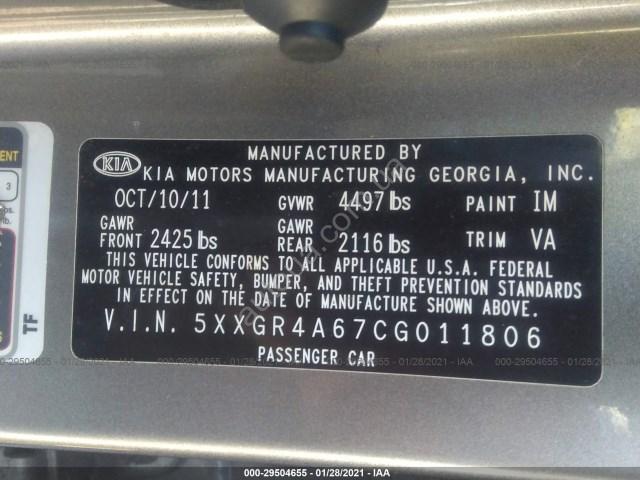 MANUFACTURED BY
KIA KIA MOTORS MANUFACTURING GEORGIA, INC.
OCT/10/11 GVWR 4497 lbs PAINT IM
GAWR FRONT 2425 lbs GAWR REAR 2116 lbs TRIM VA
THIS VEHICLE CONFORMS TO ALL APPLICABLE U.S.A. FEDERAL
MOTOR VEHICLE SAFETY, BUMPER, AND THEFT PREVENTION STANDARDS
IN EFFECT ON THE DATE OF MANUFACTURE SHOWN ABOVE.
V.I.N. 5XXGR4A67CG011806
PASSENGER CAR
3
TF
000-29504655 - 01/28/2021 - IAA